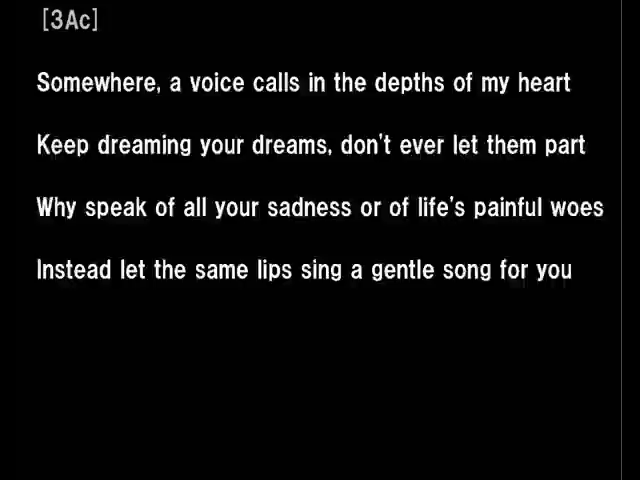 [3Ac]
Somewhere, a voice calls in the depths of my heart
Keep dreaming your dreams, don't ever let them part
Why speak of all your sadness or of life's painful woes
Instead let the same lips sing a gentle song for you